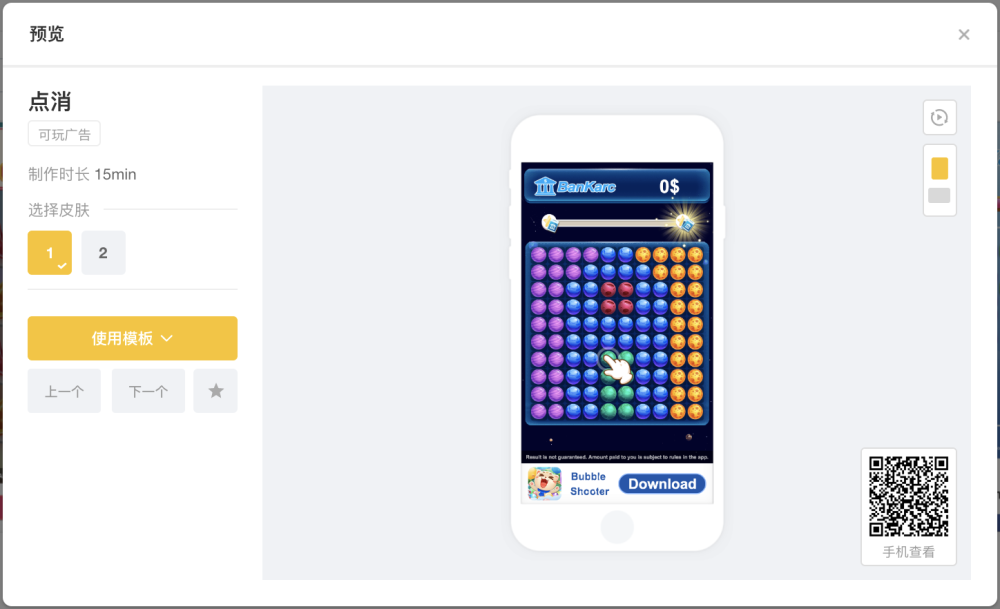 预览
×
点消
可玩广告
制作时长 15min
选择皮肤
1
2
使用模板
上一个
下一个
BanKarc
0$
Result is not guaranteed. Amount paid to you is subject to rules in the app.
Bubble
Shooter
Download
手机查看